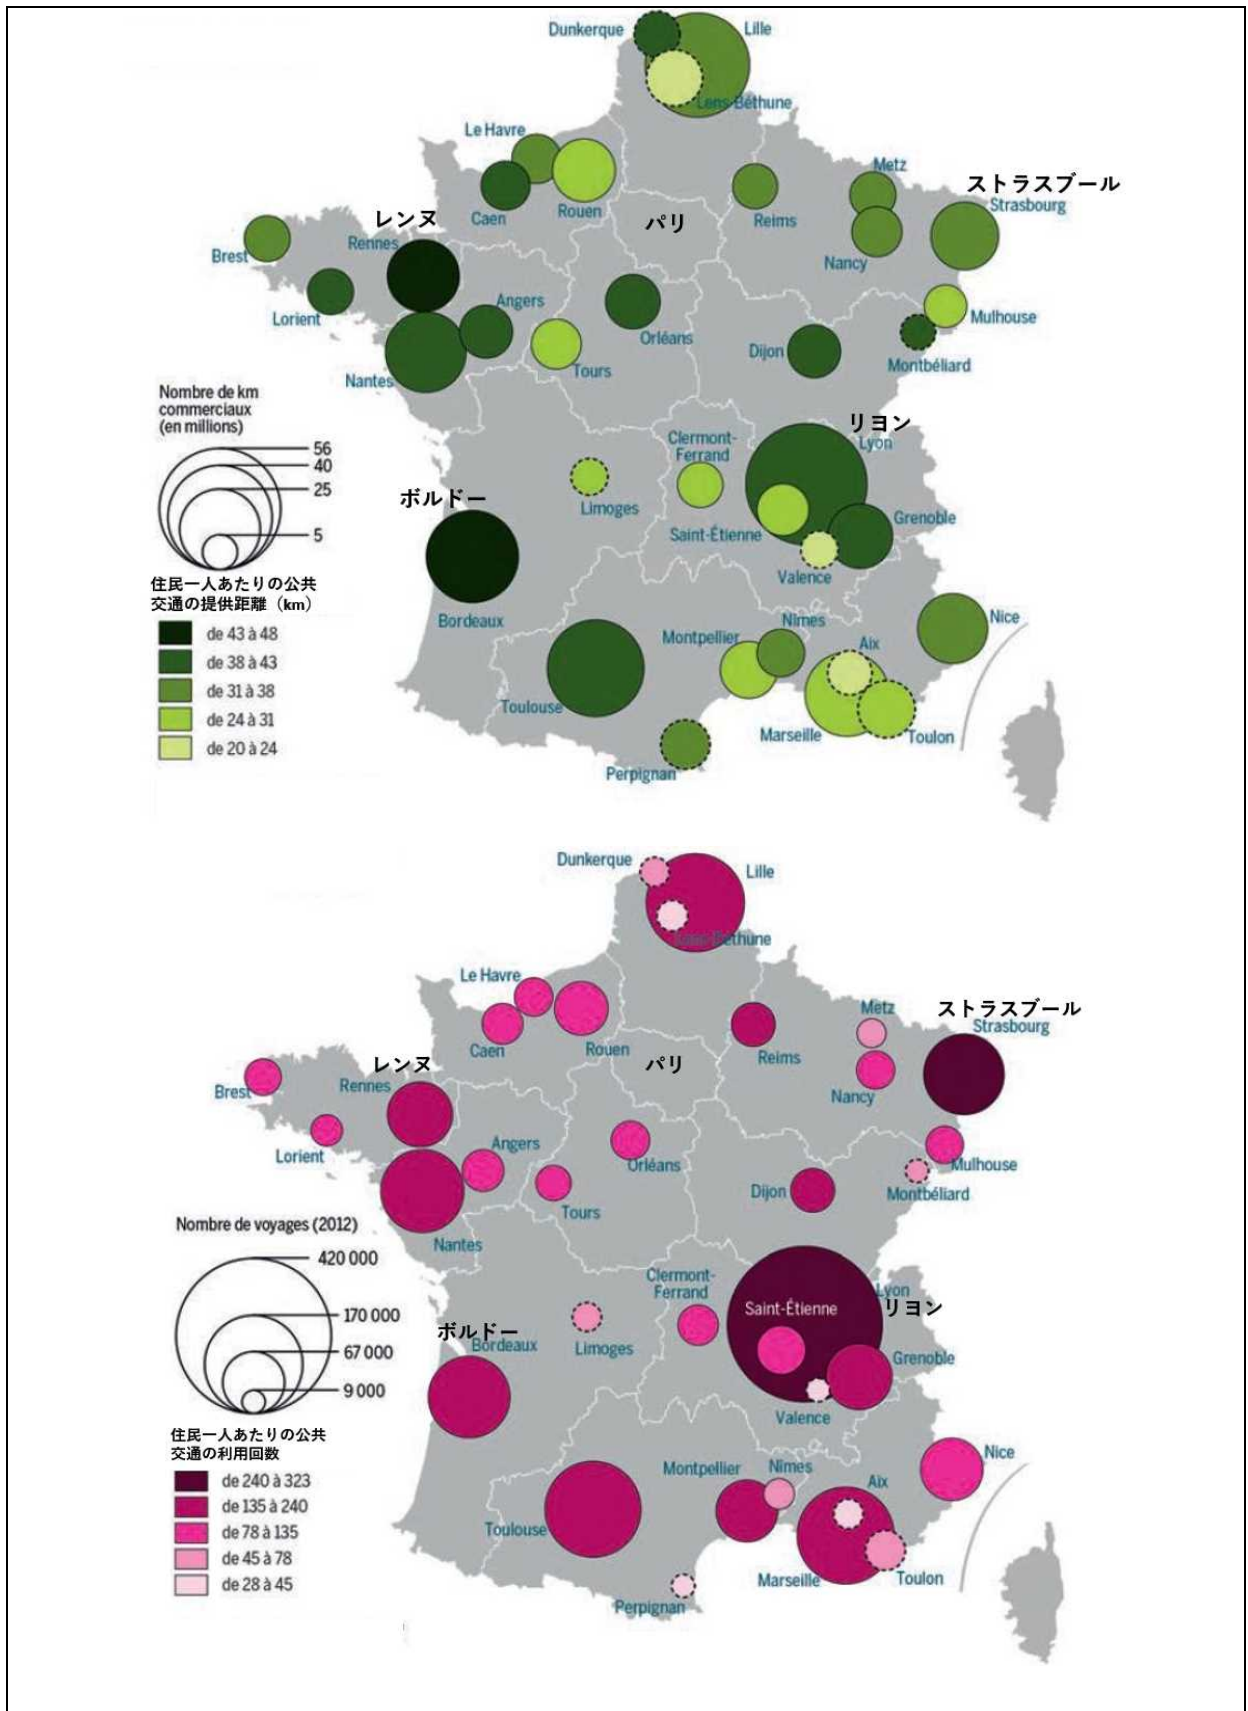 Dunkerque
Lille
Lens-Béthune
Le Havre
Metz
ストラスブール
Strasbourg
Caen
Rouen
パリ
Reims
レンヌ
Rennes
Brest
Nancy
Lorient
Angers
Orléans
Mulhouse
Dijon
Montbéliard
Nantes
Tours
Nombre de km
commerciaux
(en millions)
56
40
25
5
リヨン
Lyon
Clermont-
Ferrand
Limoges
ボルドー
Saint-Étienne
Grenoble
Valence
Bordeaux
住民一人あたりの公共
交通の提供距離（km）
de 43 à 48
de 38 à 43
de 31 à 38
de 24 à 31
de 20 à 24
Montpellier
Nîmes
Aix
Nice
Toulouse
Marseille
Toulon
Perpignan
Dunkerque
Lille
Lens-Béthune
Le Havre
Metz
ストラスブール
Strasbourg
Caen
Rouen
パリ
Reims
レンヌ
Rennes
Brest
Nancy
Lorient
Angers
Orléans
Mulhouse
Dijon
Montbéliard
Tours
Nantes
Nombre de voyages (2012)
420 000
170 000
67 000
9 000
Clermont-
Ferrand
Lyon
リヨン
Saint-Étienne
ボルドー
Bordeaux
Limoges
Grenoble
Valence
住民一人あたりの公共
交通の利用回数
de 240 à 323
de 135 à 240
de 78 à 135
de 45 à 78
de 28 à 45
Montpellier
Nîmes
Aix
Nice
Toulouse
Marseille
Toulon
Perpignan